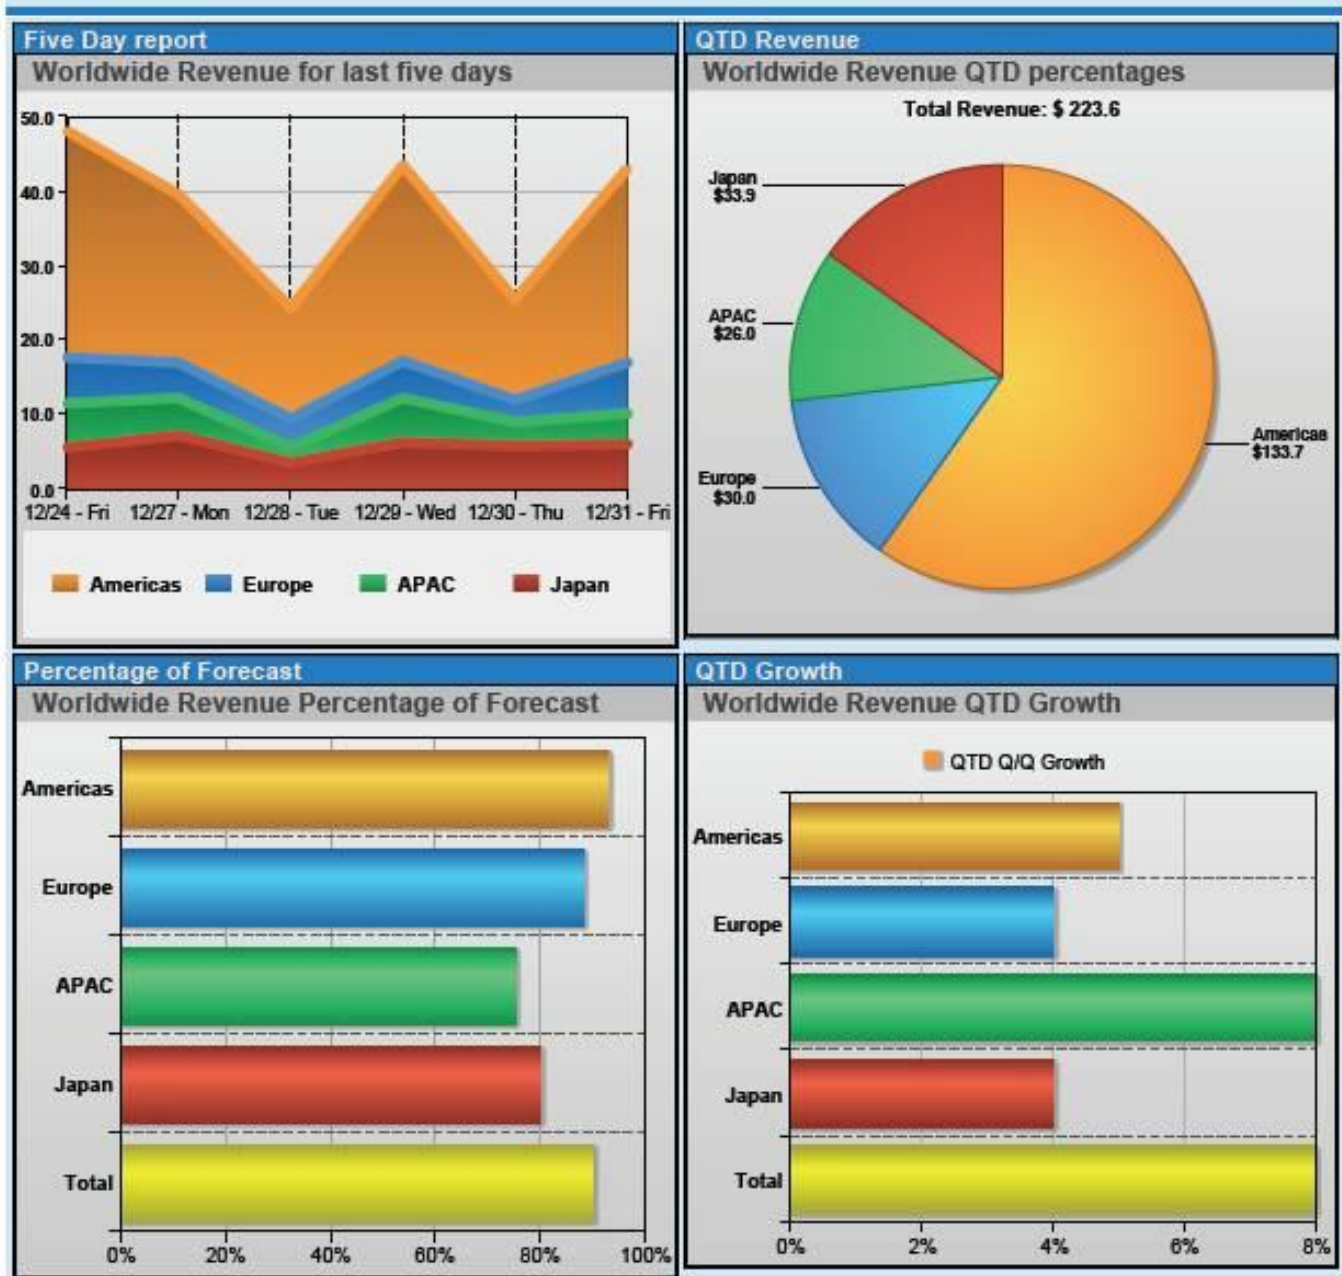 Five Day report
Worldwide Revenue for last five days
50.0
40.0
30.0
20.0
10.0
0.0
12/24 - Fri 12/27 - Mon 12/28 - Tue 12/29 - Wed 12/30 - Thu 12/31 - Fri
Americas Europe APAC Japan
QTD Revenue
Worldwide Revenue QTD percentages
Total Revenue: $ 223.6
Japan
$33.9
APAC
$26.0
Europe
$30.0
Americas
$133.7
Percentage of Forecast
Worldwide Revenue Percentage of Forecast
Americas
Europe
APAC
Japan
Total
0% 20% 40% 60% 80% 100%
QTD Growth
Worldwide Revenue QTD Growth
QTD Q/Q Growth
Americas
Europe
APAC
Japan
Total
0% 2% 4% 6% 8%